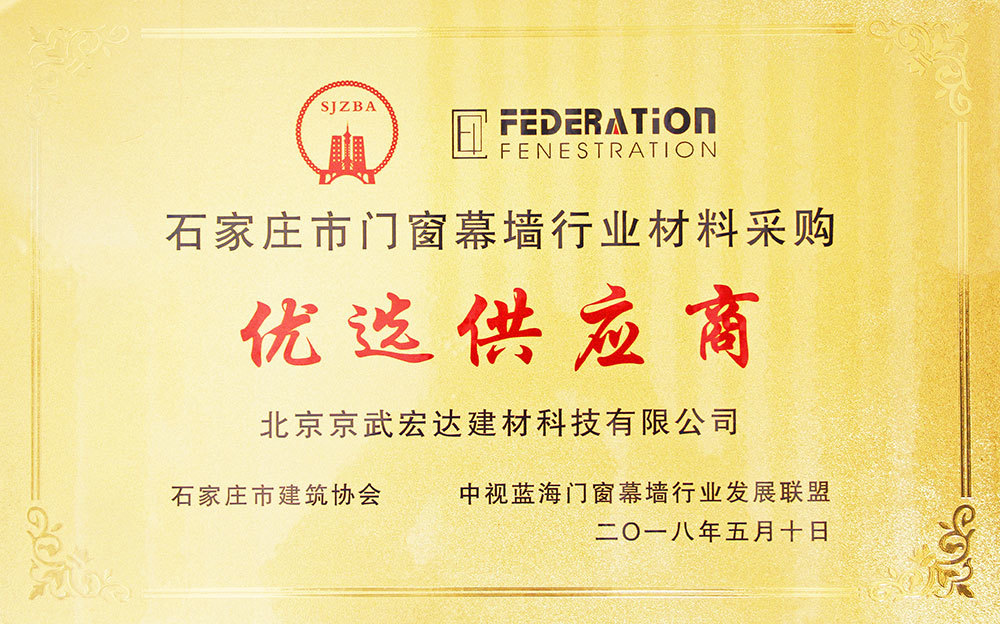 SJZBA
FEDERATiON
FENESTRATION
石家庄市门窗幕墙行业材料采购
优选供应商
北京京武宏达建材科技有限公司
石家庄市建筑协会 中视蓝海门窗幕墙行业发展联盟
二〇一八年五月十日